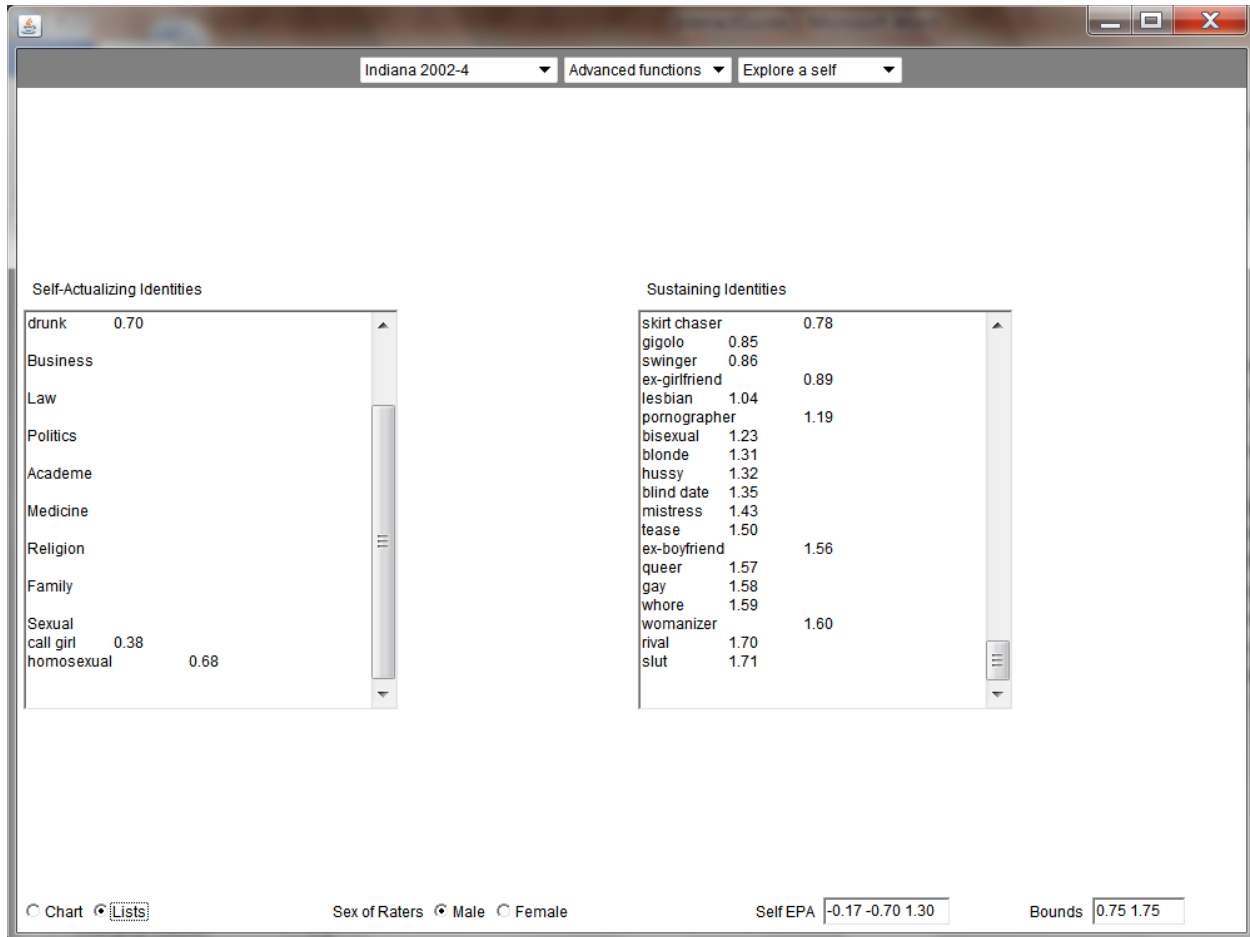 Indiana 2002-4 Advanced functions Explore a self
Self-Actualizing Identities
drunk 0.70
Business
Law
Politics
Academe
Medicine
Religion
Family
Sexual
call girl 0.38
homosexual 0.68
Sustaining Identities
skirt chaser 0.78
gigolo 0.85
swinger 0.86
ex-girlfriend 0.89
lesbian 1.04
pornographer 1.19
bisexual 1.23
blonde 1.31
hussy 1.32
blind date 1.35
mistress 1.43
tease 1.50
ex-boyfriend 1.56
queer 1.57
gay 1.58
whore 1.59
womanizer 1.60
rival 1.70
slut 1.71
Chart Lists Sex of Raters Male Female Self EPA -0.17 -0.70 1.30 Bounds 0.75 1.75